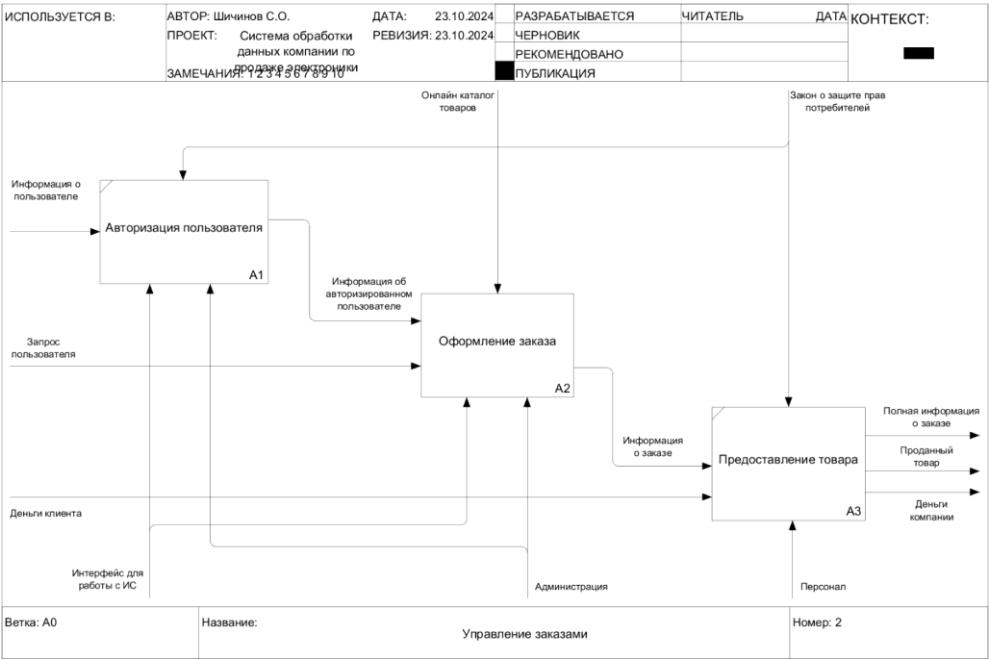 ИСПОЛЬЗУЕТСЯ В:
АВТОР: Шичинов С.О.
ДАТА: 23.10.2024
РАЗРАБАТЫВАЕТСЯ
ЧИТАТЕЛЬ
ДАТА
КОНТЕКСТ:
ПРОЕКТ: Система обработки
данных компании по
продаже электроники
РЕВИЗИЯ: 23.10.2024
ЧЕРНОВИК
РЕКОМЕНДОВАНО
ЗАМЕЧАНИЯ: 1 2 3 4 5 6 7 8 9 10
ПУБЛИКАЦИЯ
Онлайн каталог
товаров
Закон о защите прав
потребителей
Информация о
пользователе
Авторизация пользователя
A1
Информация об
авторизированном
пользователе
Запрос
пользователя
Оформление заказа
A2
Информация
о заказе
Предоставление товара
A3
Полная информация
о заказе
Проданный
товар
Деньги
компании
Деньги клиента
Интерфейс для
работы с ИС
Администрация
Персонал
Ветка: A0
Название:
Управление заказами
Номер: 2